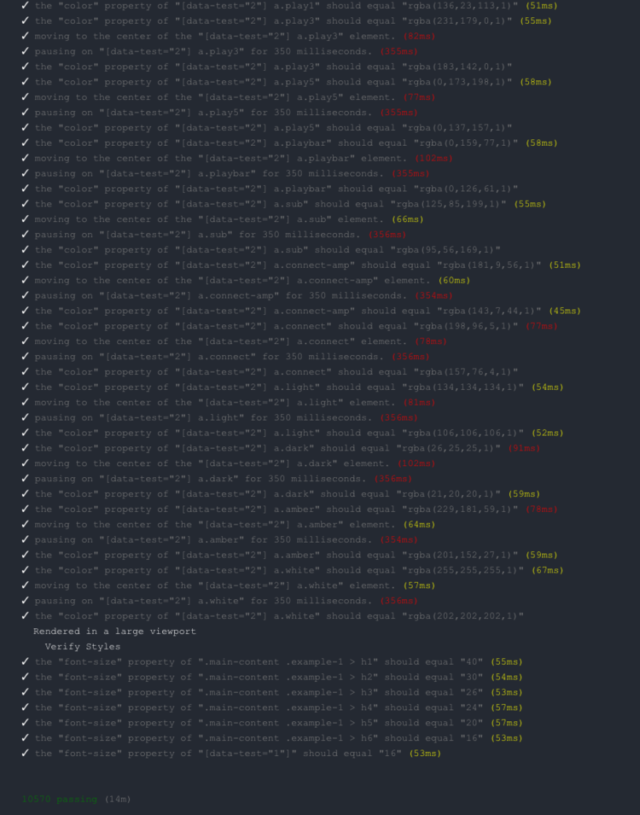 ✓ the "color" property of "[data-test="2"] a.play1" should equal "rgba(136,23,113,1)" (51ms)
✓ the "color" property of "[data-test="2"] a.play3" should equal "rgba(231,179,0,1)" (55ms)
✓ moving to the center of the "[data-test="2"] a.play3" element. (82ms)
✓ pausing on "[data-test="2"] a.play3" for 350 milliseconds. (355ms)
✓ the "color" property of "[data-test="2"] a.play3" should equal "rgba(183,142,0,1)"
✓ the "color" property of "[data-test="2"] a.play5" should equal "rgba(0,173,198,1)" (58ms)
✓ moving to the center of the "[data-test="2"] a.play5" element. (77ms)
✓ pausing on "[data-test="2"] a.play5" for 350 milliseconds. (355ms)
✓ the "color" property of "[data-test="2"] a.play5" should equal "rgba(0,137,157,1)"
✓ the "color" property of "[data-test="2"] a.playbar" should equal "rgba(0,159,77,1)" (58ms)
✓ moving to the center of the "[data-test="2"] a.playbar" element. (102ms)
✓ pausing on "[data-test="2"] a.playbar" for 350 milliseconds. (355ms)
✓ the "color" property of "[data-test="2"] a.playbar" should equal "rgba(0,126,61,1)"
✓ the "color" property of "[data-test="2"] a.sub" should equal "rgba(125,85,199,1)" (55ms)
✓ moving to the center of the "[data-test="2"] a.sub" element. (66ms)
✓ pausing on "[data-test="2"] a.sub" for 350 milliseconds. (356ms)
✓ the "color" property of "[data-test="2"] a.sub" should equal "rgba(95,56,169,1)"
✓ the "color" property of "[data-test="2"] a.connect-amp" should equal "rgba(181,9,56,1)" (51ms)
✓ moving to the center of the "[data-test="2"] a.connect-amp" element. (60ms)
✓ pausing on "[data-test="2"] a.connect-amp" for 350 milliseconds. (354ms)
✓ the "color" property of "[data-test="2"] a.connect-amp" should equal "rgba(143,7,44,1)" (45ms)
✓ the "color" property of "[data-test="2"] a.connect" should equal "rgba(198,96,5,1)" (77ms)
✓ moving to the center of the "[data-test="2"] a.connect" element. (78ms)
✓ pausing on "[data-test="2"] a.connect" for 350 milliseconds. (356ms)
✓ the "color" property of "[data-test="2"] a.connect" should equal "rgba(157,76,4,1)"
✓ the "color" property of "[data-test="2"] a.light" should equal "rgba(134,134,134,1)" (54ms)
✓ moving to the center of the "[data-test="2"] a.light" element. (81ms)
✓ pausing on "[data-test="2"] a.light" for 350 milliseconds. (356ms)
✓ the "color" property of "[data-test="2"] a.light" should equal "rgba(106,106,106,1)" (52ms)
✓ the "color" property of "[data-test="2"] a.dark" should equal "rgba(26,25,25,1)" (91ms)
✓ moving to the center of the "[data-test="2"] a.dark" element. (102ms)
✓ pausing on "[data-test="2"] a.dark" for 350 milliseconds. (356ms)
✓ the "color" property of "[data-test="2"] a.dark" should equal "rgba(21,20,20,1)" (59ms)
✓ the "color" property of "[data-test="2"] a.amber" should equal "rgba(229,181,59,1)" (78ms)
✓ moving to the center of the "[data-test="2"] a.amber" element. (64ms)
✓ pausing on "[data-test="2"] a.amber" for 350 milliseconds. (354ms)
✓ the "color" property of "[data-test="2"] a.amber" should equal "rgba(201,152,27,1)" (59ms)
✓ the "color" property of "[data-test="2"] a.white" should equal "rgba(255,255,255,1)" (67ms)
✓ moving to the center of the "[data-test="2"] a.white" element. (57ms)
✓ pausing on "[data-test="2"] a.white" for 350 milliseconds.
✓ the "color" property of "[data-test="2"] a.white" should equal "rgba(202,202,202,1)"
Rendered in a large viewport
Verify Styles
✓ the "font-size" property of ".main-content .example-1 > h1" should equal "40" (55ms)
✓ the "font-size" property of ".main-content .example-1 > h2" should equal "30" (54ms)
✓ the "font-size" property of ".main-content .example-1 > h3" should equal "26" (53ms)
✓ the "font-size" property of ".main-content .example-1 > h4" should equal "24" (57ms)
✓ the "font-size" property of ".main-content .example-1 > h5" should equal "20" (57ms)
✓ the "font-size" property of ".main-content .example-1 > h6" should equal "16" (53ms)
✓ the "font-size" property of "[data-test="1"]" should equal "16" (53ms)
10070 passing (14m)